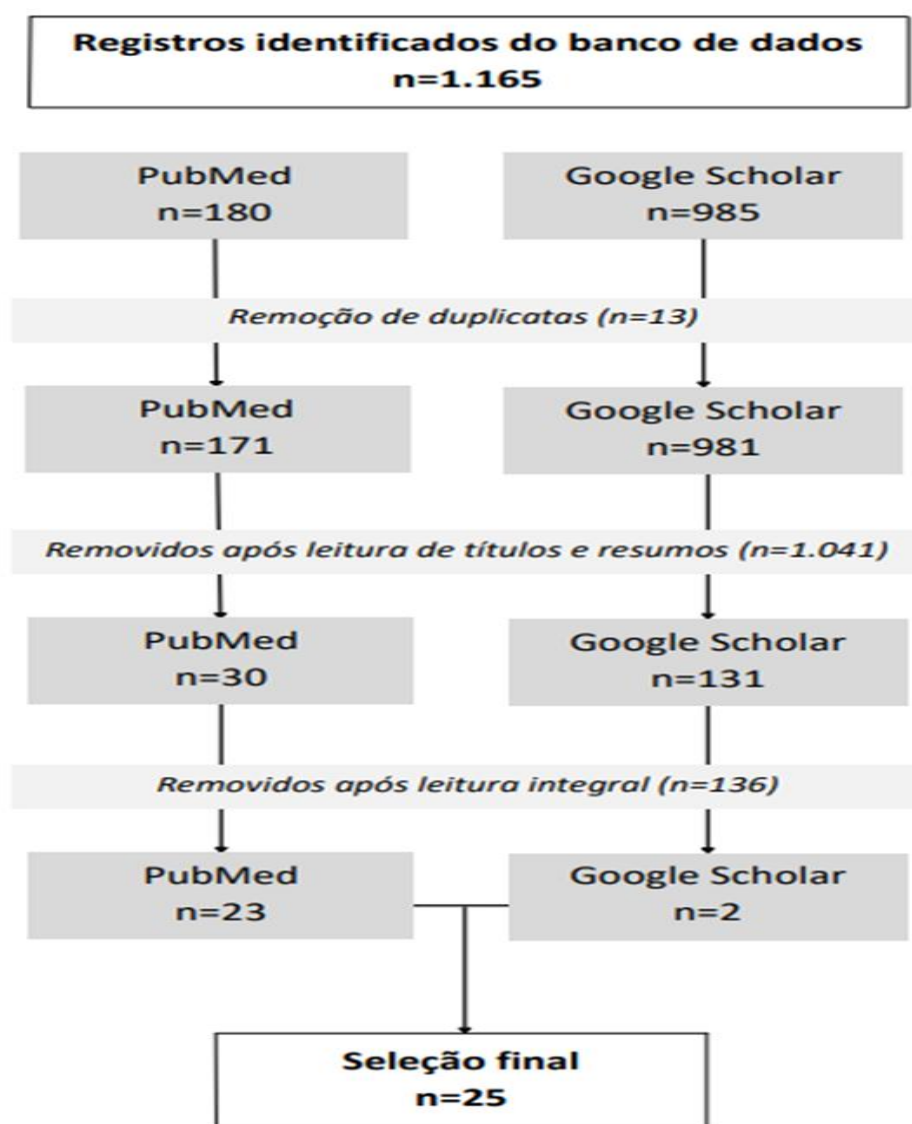 Registros identificados do banco de dados
n=1.165
PubMed
n=180
Google Scholar
n=985
Remoção de duplicatas (n=13)
PubMed
n=171
Google Scholar
n=981
Removidos após leitura de títulos e resumos (n=1.041)
PubMed
n=30
Google Scholar
n=131
Removidos após leitura integral (n=136)
PubMed
n=23
Google Scholar
n=2
Seleção final
n=25